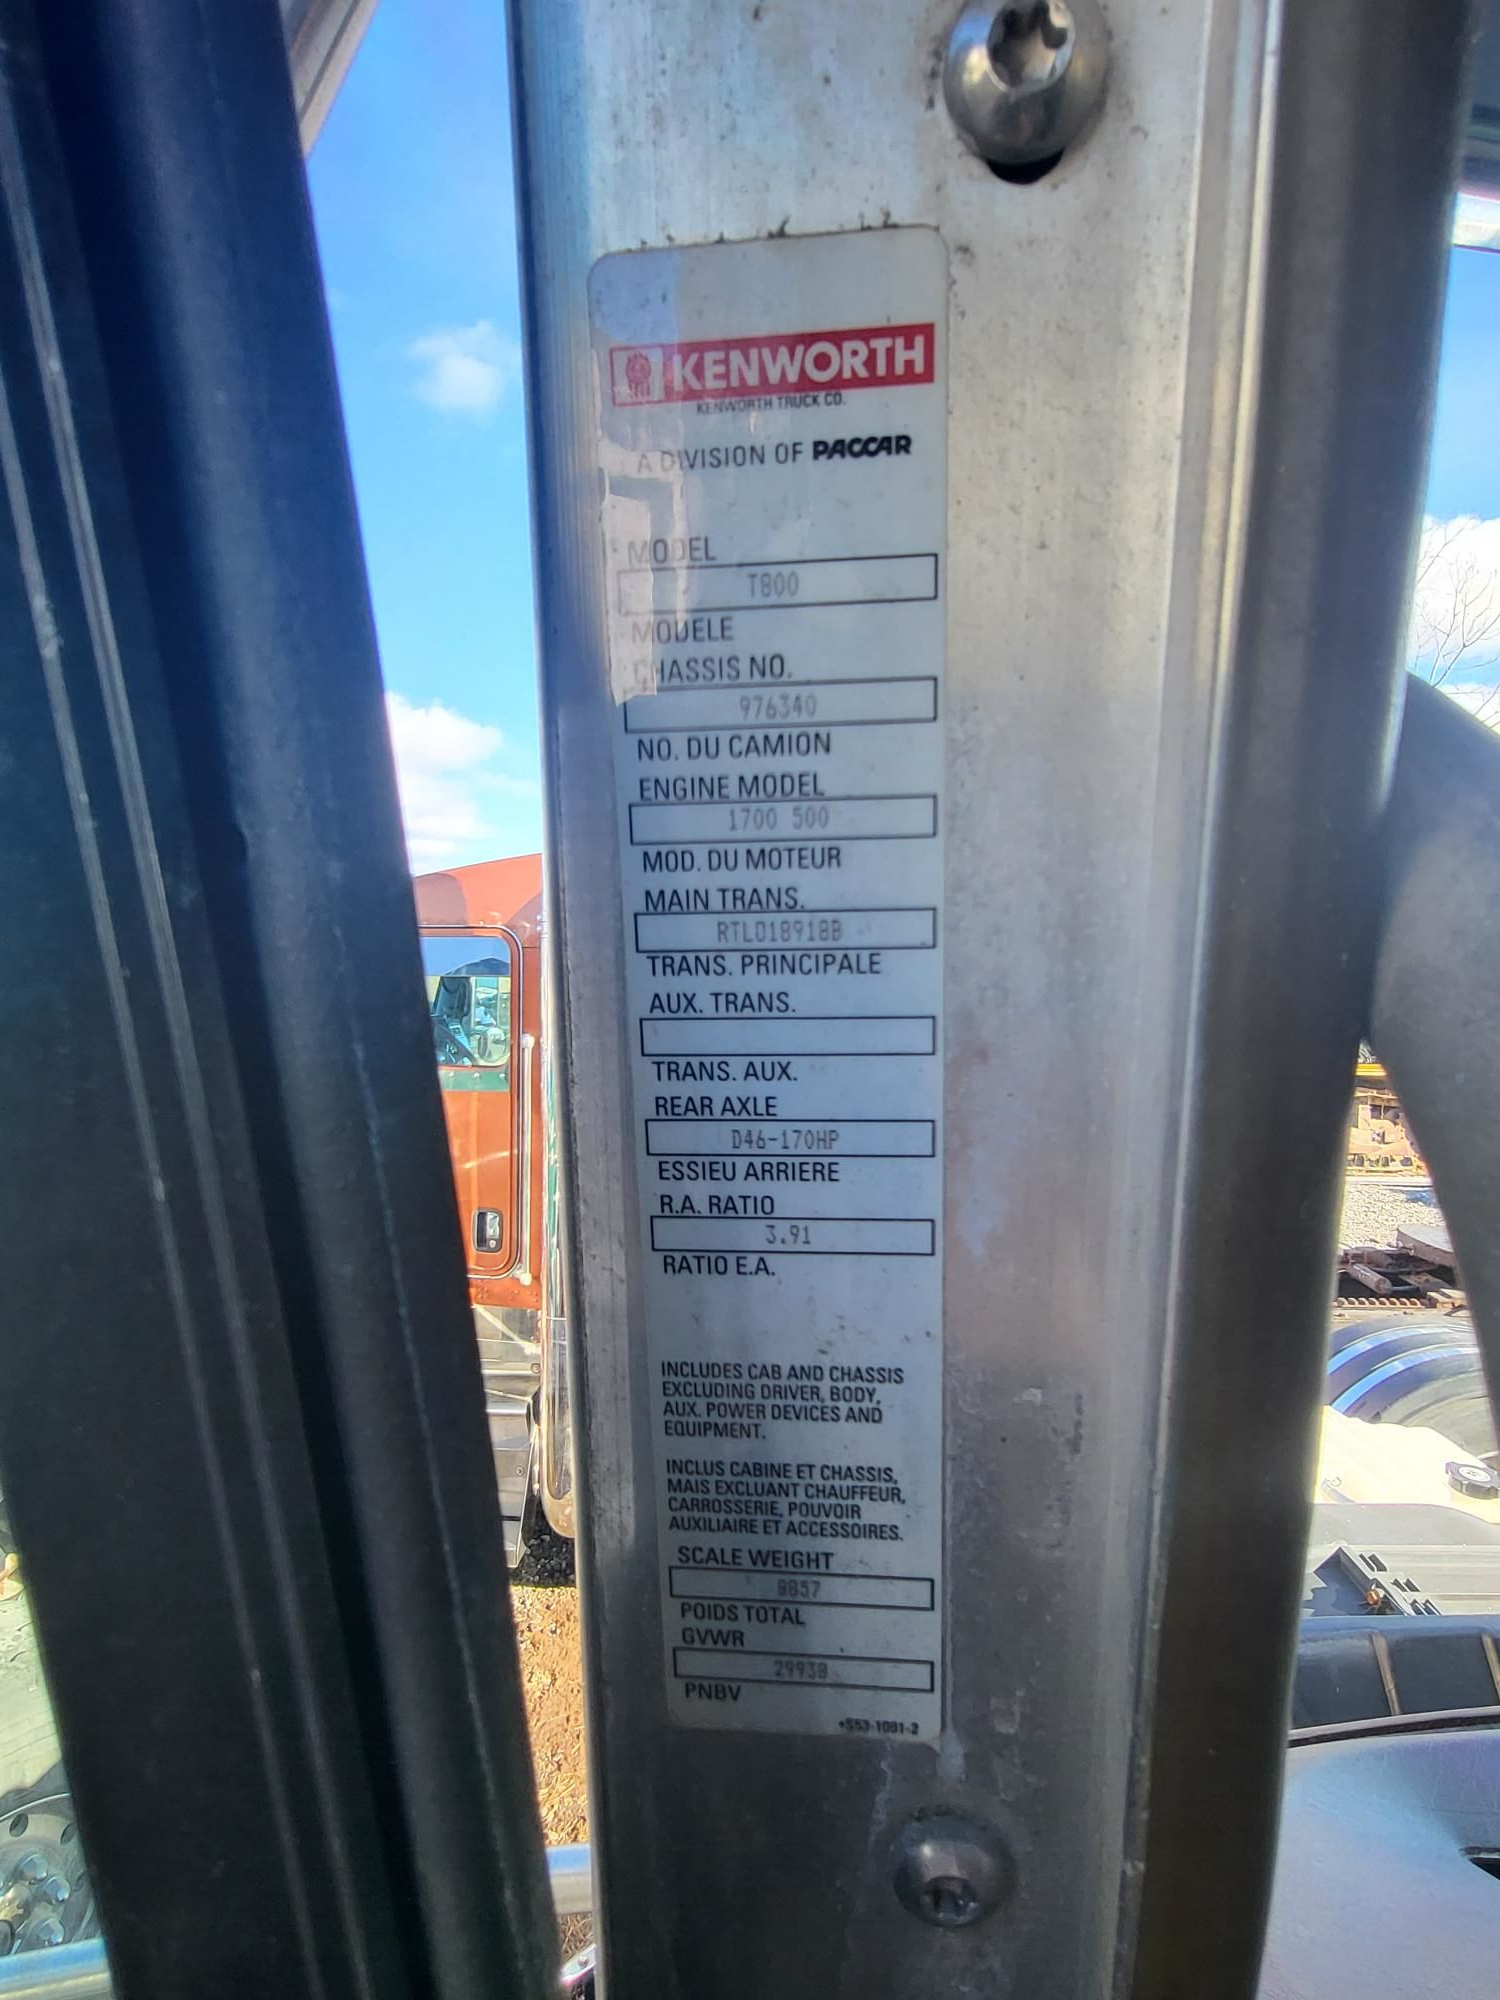 KENWORTH
KENWORTH TRUCK CO.
A DIVISION OF PACCAR
MODEL
T800
MODELE
CHASSIS NO.
976340
NO. DU CAMION
ENGINE MODEL
1700 500
MOD. DU MOTEUR
MAIN TRANS.
RTLO18918B
TRANS. PRINCIPALE
AUX. TRANS.
TRANS. AUX.
REAR AXLE
D46-170HP
ESSIEU ARRIERE
R.A. RATIO
3.91
RATIO E.A.
INCLUDES CAB AND CHASSIS
EXCLUDING DRIVER, BODY,
AUX. POWER DEVICES AND
EQUIPMENT.
INCLUS CABINE ET CHASSIS,
MAIS EXCLUANT CHAUFFEUR,
CARROSSERIE, POUVOIR
AUXILIAIRE ET ACCESSOIRES.
SCALE WEIGHT
POIDS TOTAL
GVWR
29938
PNBV